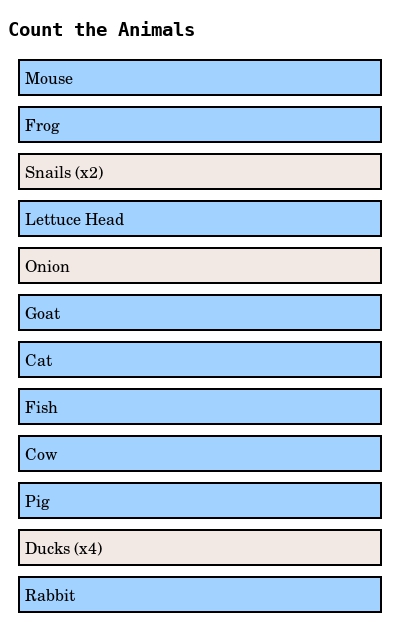 Count the Animals
Mouse
Frog
Snails (x2)
Lettuce Head
Onion
Goat
Cat
Fish
Cow
Pig
Ducks (x4)
Rabbit